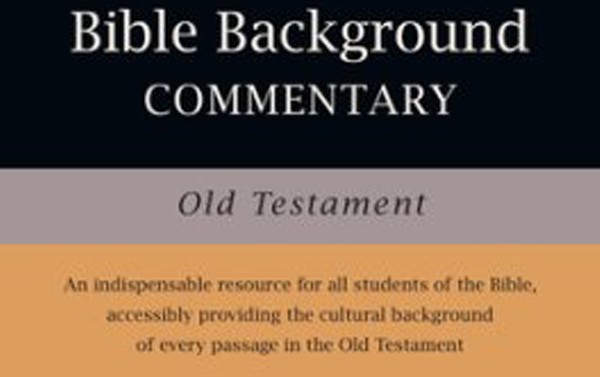 Bible Background
COMMENTARY
Old Testament
An indispensable resource for all students of the Bible,
accessibly providing the cultural background
of every passage in the Old Testament